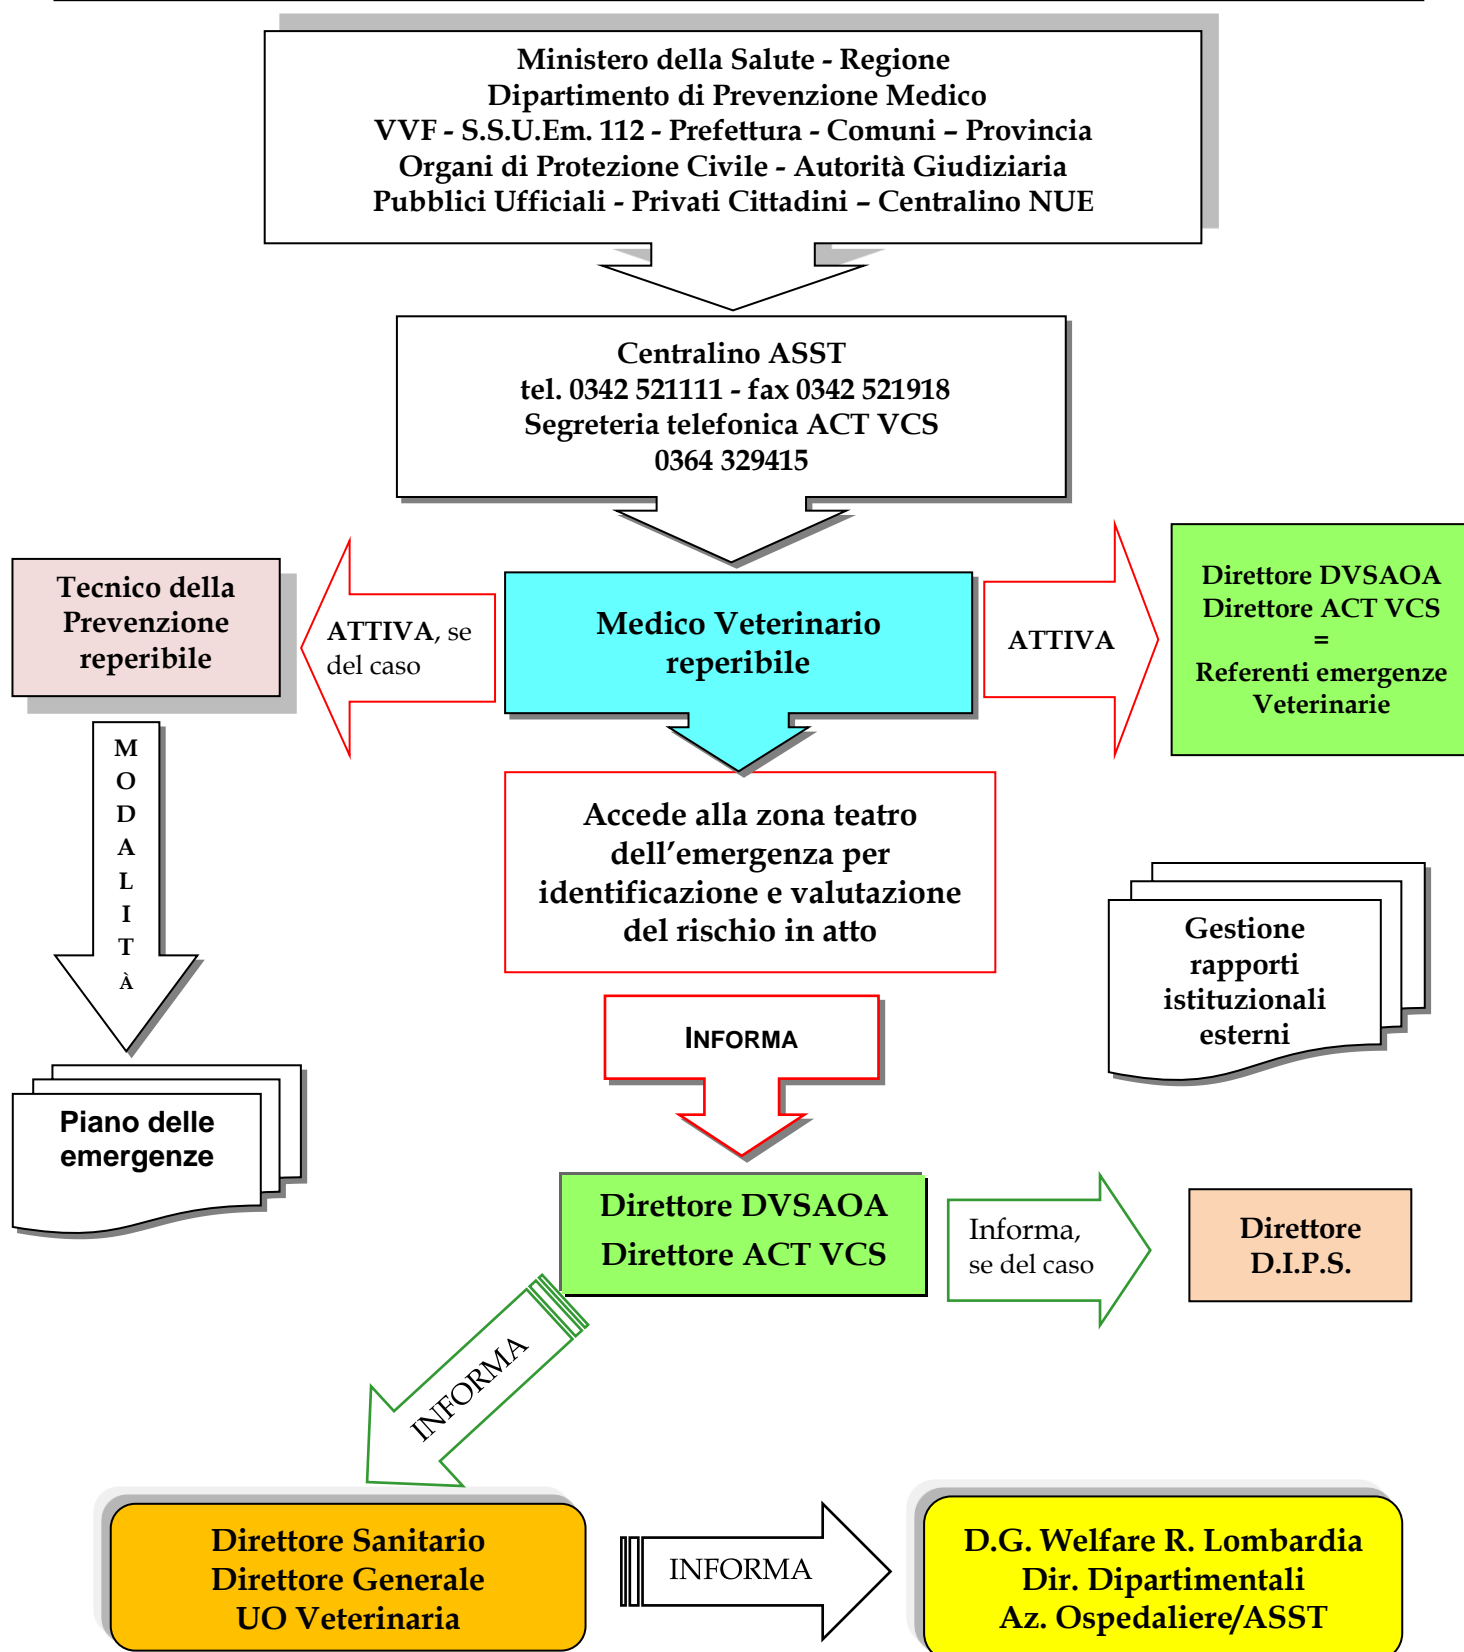 Ministero della Salute - Regione
Dipartimento di Prevenzione Medico
VVF - S.S.U.Em. 112 - Prefettura - Comuni – Provincia
Organi di Protezione Civile - Autorità Giudiziaria
Pubblici Ufficiali - Privati Cittadini – Centralino NUE
Centralino ASST
tel. 0342 521111 - fax 0342 521918
Segreteria telefonica ACT VCS
0364 329415
Tecnico della
Prevenzione
reperibile
ATTIVA, se
del caso
Medico Veterinario
reperibile
ATTIVA
Direttore DVSAOA
Direttore ACT VCS
=
Referenti emergenze
Veterinarie
M
O
D
A
L
I
T
À
Accede alla zona teatro
dell’emergenza per
identificazione e valutazione
del rischio in atto
Gestione
rapporti
istituzionali
esterni
INFORMA
Piano delle
emergenze
Direttore DVSAOA
Direttore ACT VCS
Informa,
se del caso
Direttore
D.I.P.S.
INFORMA
Direttore Sanitario
Direttore Generale
UO Veterinaria
INFORMA
D.G. Welfare R. Lombardia
Dir. Dipartimentali
Az. Ospedaliere/ASST